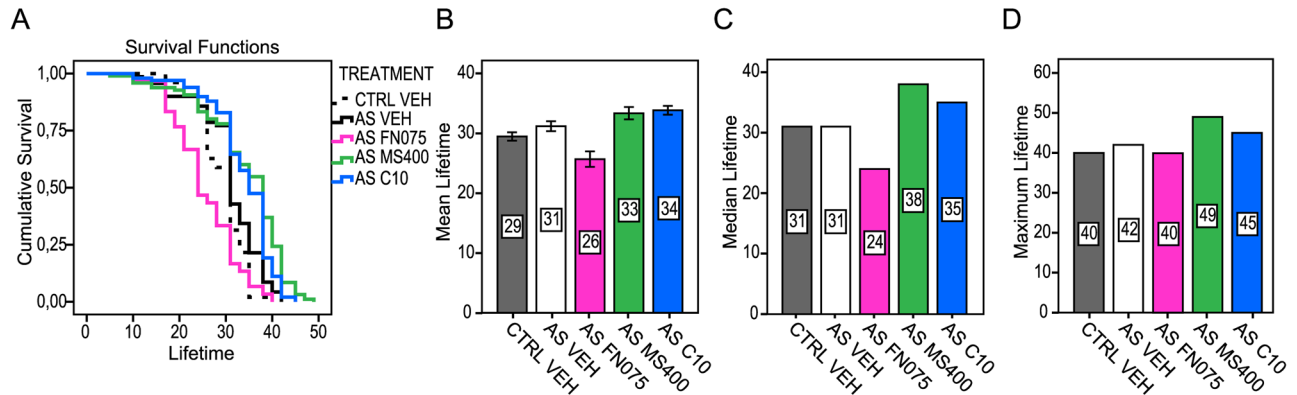 A
Survival Functions
Cumulative Survival
1,00
0,75
0,50
0,25
0,00
0 10 20 30 40 50
Lifetime
TREATMENT
CTRL VEH
AS VEH
AS FN075
AS MS400
AS C10
B
Mean Lifetime
40
30
20
10
0
29 31 26 33 34
CTRL VEH
AS VEH
AS FN075
AS MS400
AS C10
C
Median Lifetime
40
30
20
10
0
31 31 24 38 35
CTRL VEH
AS VEH
AS FN075
AS MS400
AS C10
D
Maximum Lifetime
60
50
40
30
20
10
0
40 42 40 49 45
CTRL VEH
AS VEH
AS FN075
AS MS400
AS C10